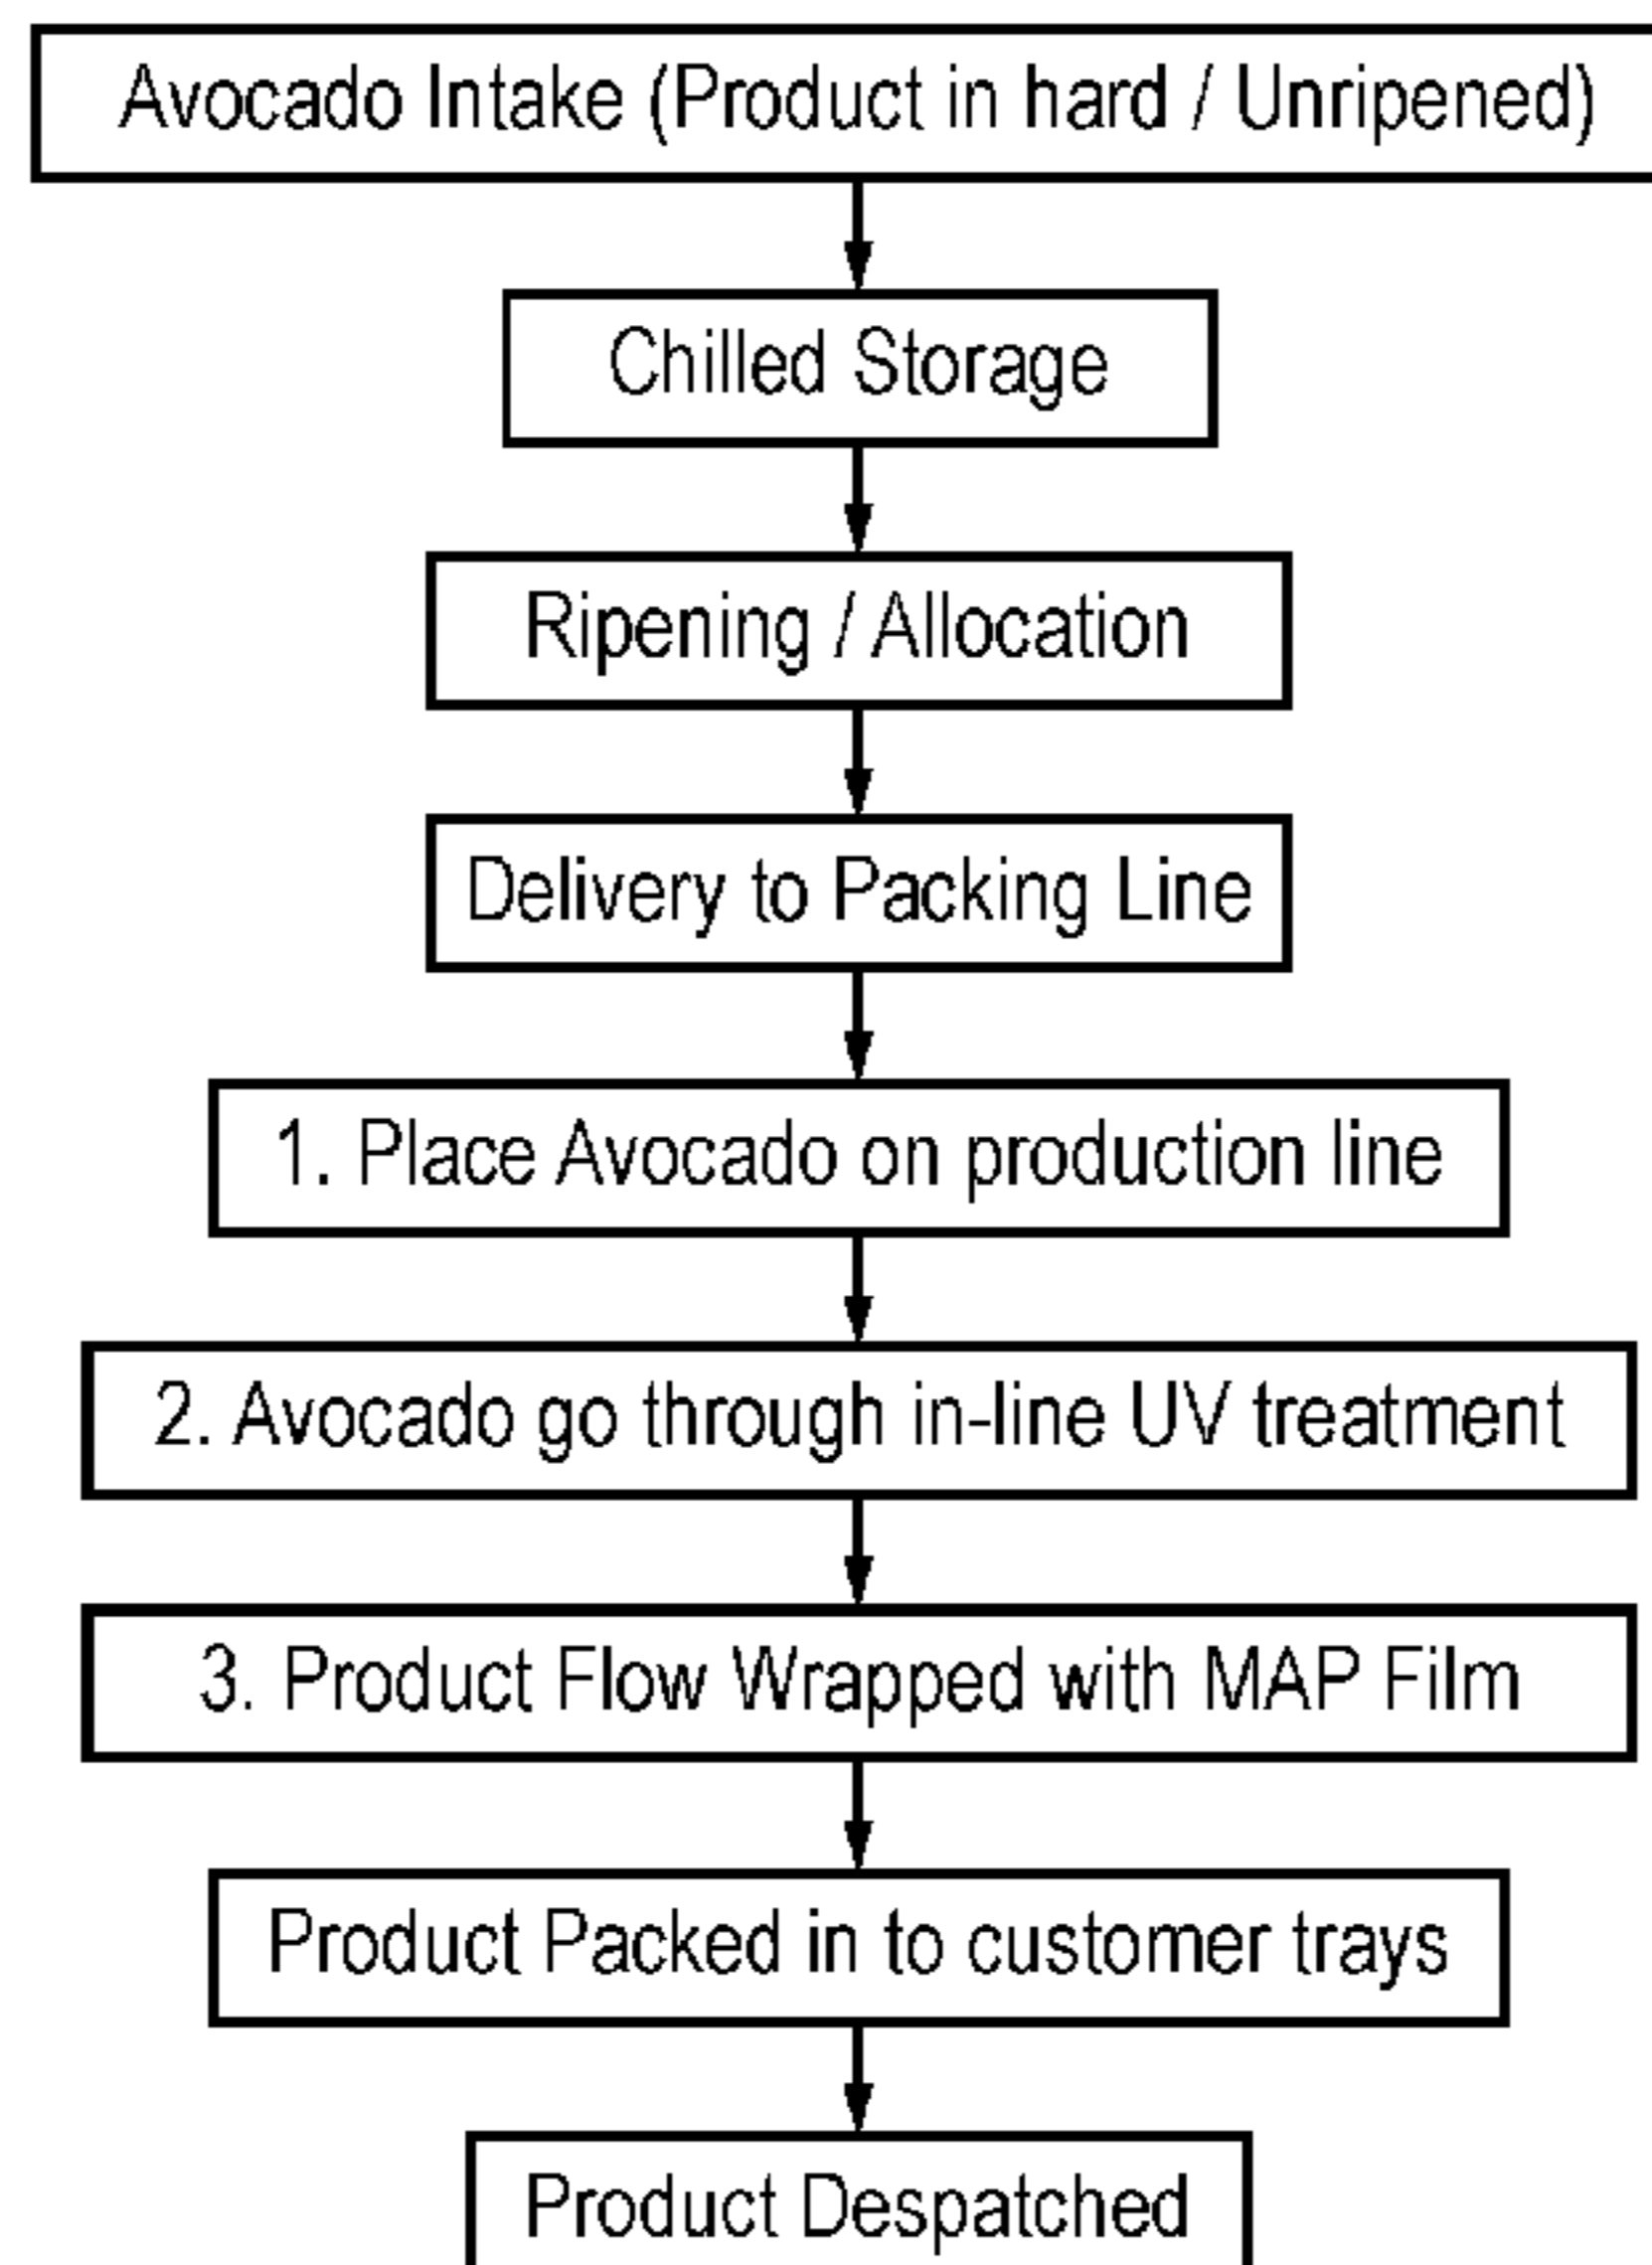 Avocado Intake (Product in hard / Unripened)
Chilled Storage
Ripening / Allocation
Delivery to Packing Line
1. Place Avocado on production line
2. Avocado go through in-line UV treatment
3. Product Flow Wrapped with MAP Film
Product Packed in to customer trays
Product Despatched